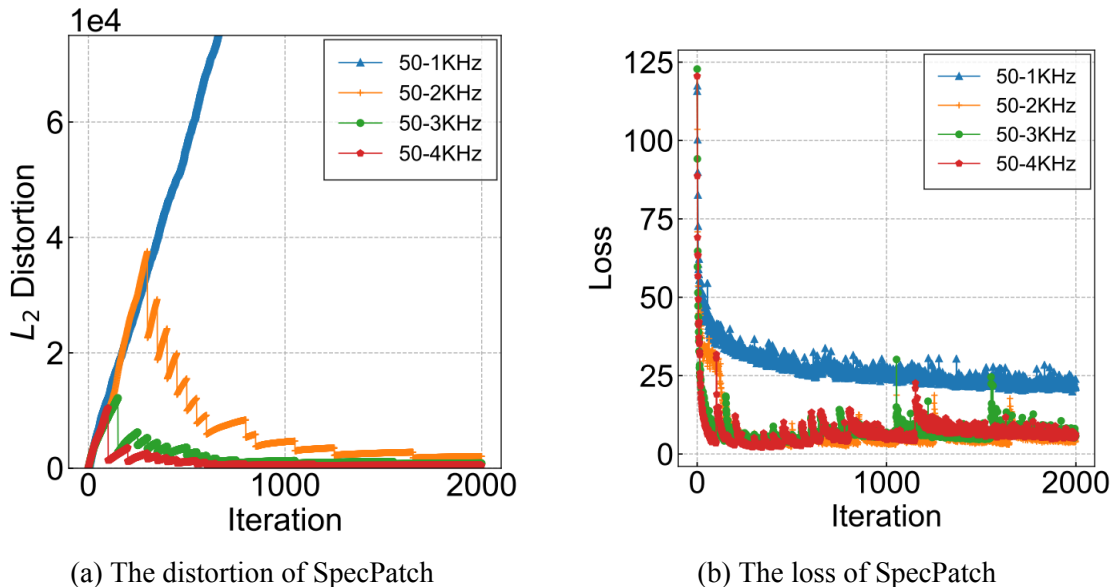 1e4
6
4
2
0
L2 Distortion
0
1000
2000
Iteration
50-1KHz
50-2KHz
50-3KHz
50-4KHz
(a) The distortion of SpecPatch
125
100
75
50
25
0
Loss
0
1000
2000
Iteration
50-1KHz
50-2KHz
50-3KHz
50-4KHz
(b) The loss of SpecPatch